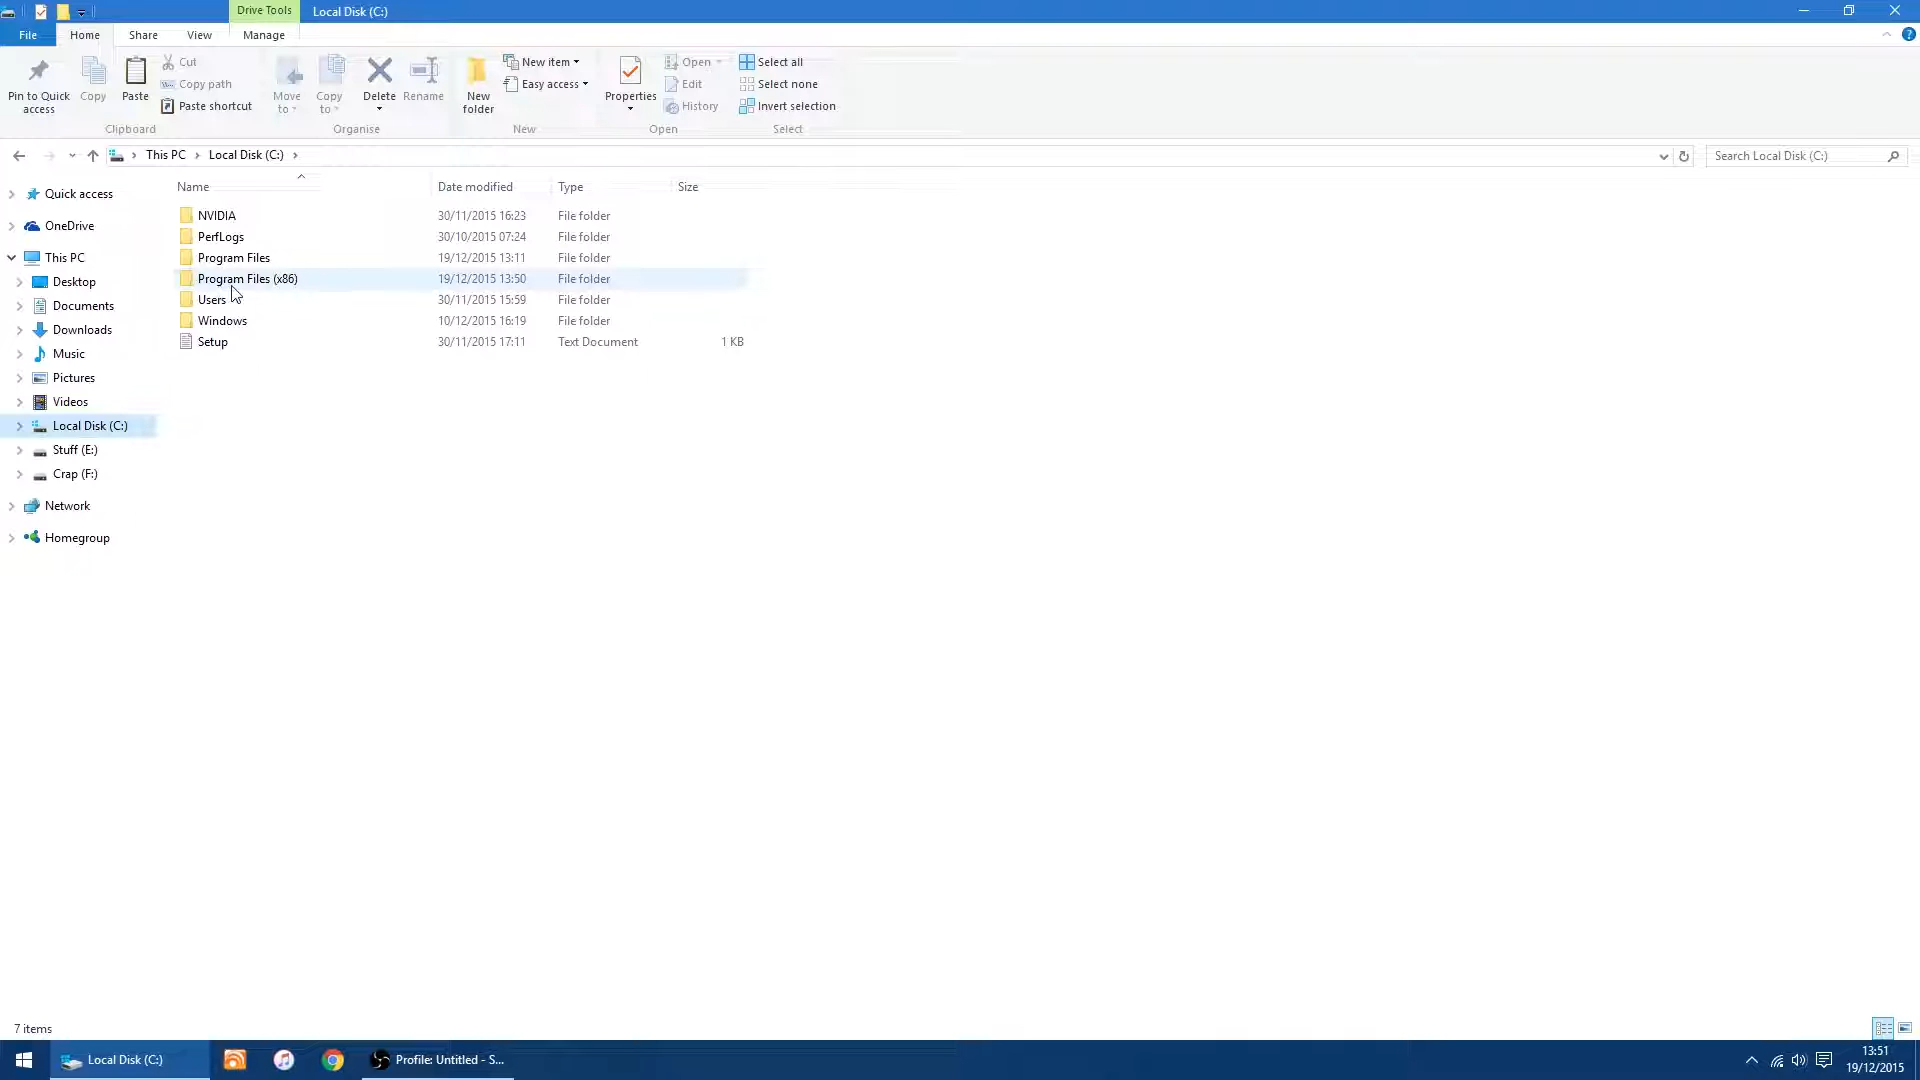 Drive Tools
Local Disk (C:)
File
Home
Share
View
Manage
Pin to Quick access
Copy
Paste
Cut
Copy path
Paste shortcut
Clipboard
Move to
Copy to
Delete
Rename
Organise
New folder
New item
Easy access
New
Properties
Open
Edit
History
Open
Select all
Select none
Invert selection
Select
This PC
Local Disk (C:)
Search Local Disk (C:)
Name Date modified Type Size
NVIDIA 30/11/2015 16:23 File folder
PerfLogs 30/10/2015 07:24 File folder
Program Files 19/12/2015 13:11 File folder
Program Files (x86) 19/12/2015 13:50 File folder
Users 30/11/2015 15:59 File folder
Windows 10/12/2015 16:19 File folder
Setup 30/11/2015 17:11 Text Document 1 KB
Quick access
OneDrive
This PC
Desktop
Documents
Downloads
Music
Pictures
Videos
Local Disk (C:)
Stuff (E:)
Crap (F:)
Network
Homegroup
7 items
Local Disk (C:)
Profile: Untitled - S...
13:51
19/12/2015